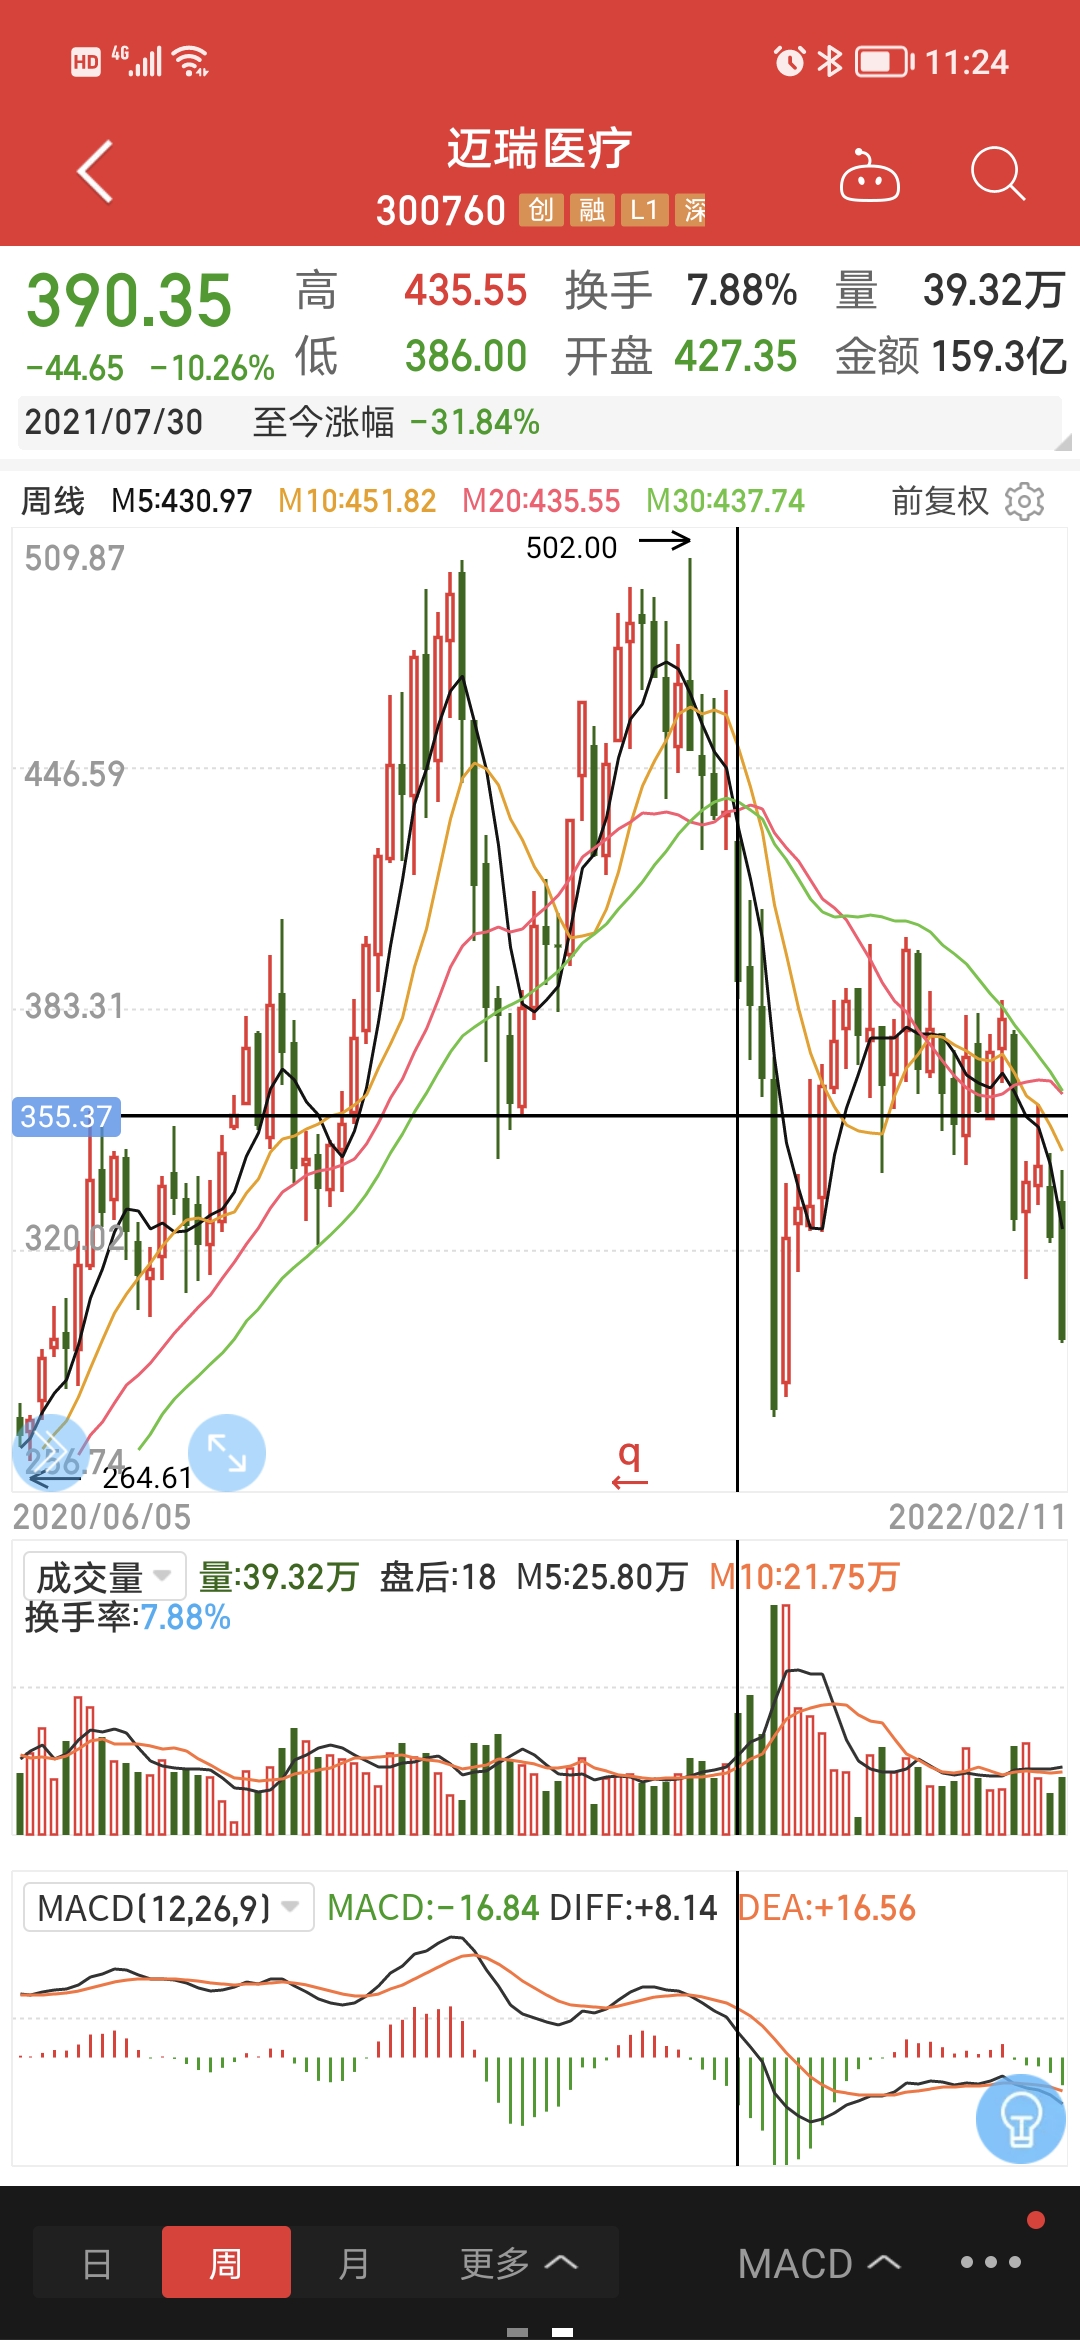 HD 4G 11:24
迈瑞医疗
300760 创 融 L1 深
390.35 高 435.55 换手 7.88% 量 39.32万
-44.65 -10.26% 低 386.00 开盘 427.35 金额 159.3亿
2021/07/30 至今涨幅 -31.84%
周线 M5:430.97 M10:451.82 M20:435.55 M30:437.74 前复权
509.87
502.00
446.59
383.31
355.37
320.02
256.74
264.61
q
2020/06/05 2022/02/11
成交量 量:39.32万 盘后:18 M5:25.80万 M10:21.75万
换手率:7.88%
MACD(12,26,9) MACD:-16.84 DIFF:+8.14 DEA:+16.56
日 周 月 更多 MACD